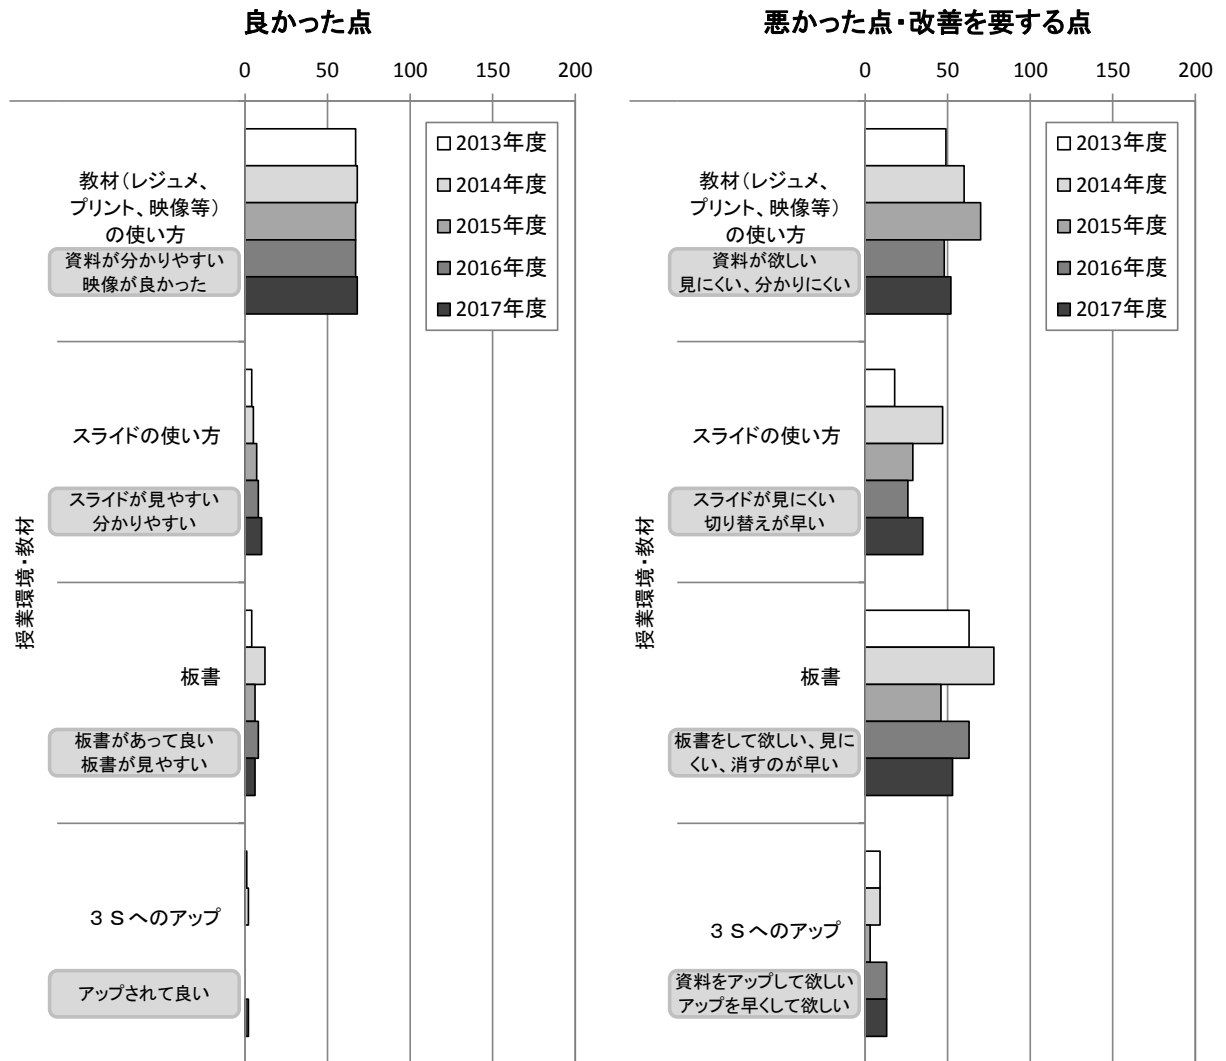 良かった点
0 50 100 150 200
2013年度
2014年度
2015年度
2016年度
2017年度
教材(レジュメ、
プリント、映像等)
の使い方
資料が分かりやすい
映像が良かった
スライドの使い方
スライドが見やすい
分かりやすい
板書
板書があって良い
板書が見やすい
3Sへのアップ
アップされて良い
授業環境・教材
悪かった点・改善を要する点
0 50 100 150 200
2013年度
2014年度
2015年度
2016年度
2017年度
教材(レジュメ、
プリント、映像等)
の使い方
資料が欲しい
見にくい、分かりにくい
スライドの使い方
スライドが見にくい
切り替えが早い
板書
板書をして欲しい、見に
くい、消すのが早い
3Sへのアップ
資料をアップして欲しい
アップを早くして欲しい
授業環境・教材